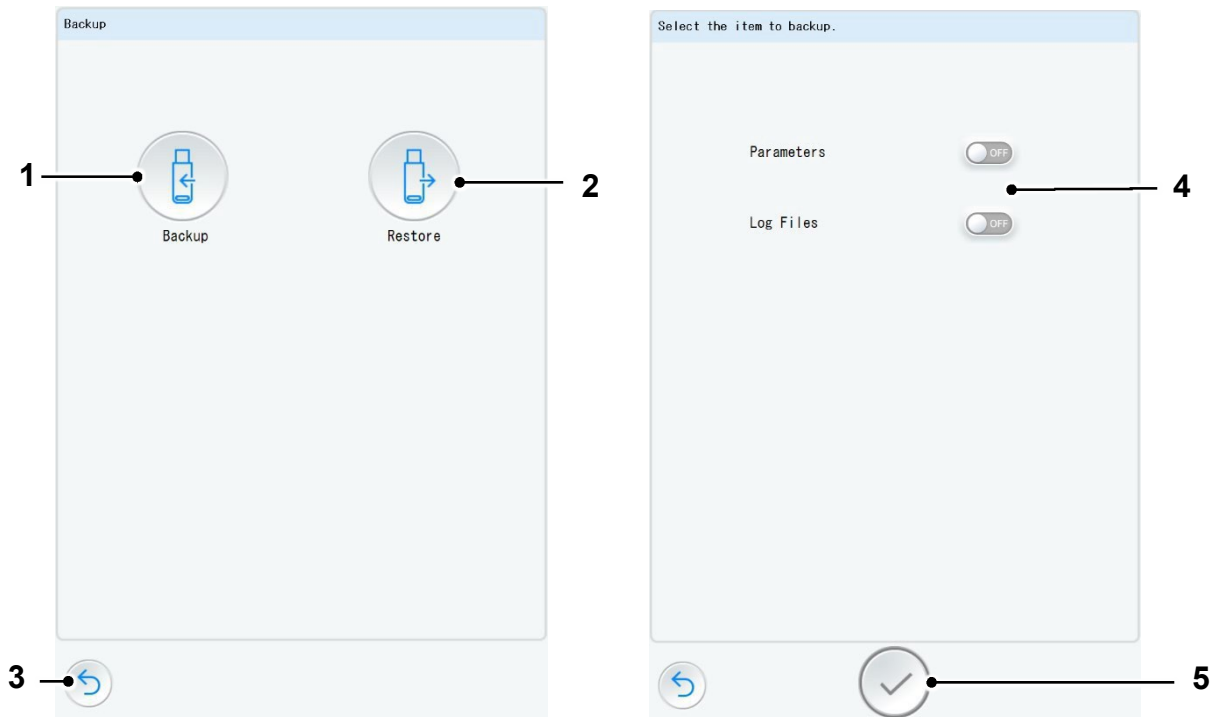 Backup
1
Backup
2
Restore
3
Select the item to backup.
Parameters
OFF
4
Log Files
OFF
5